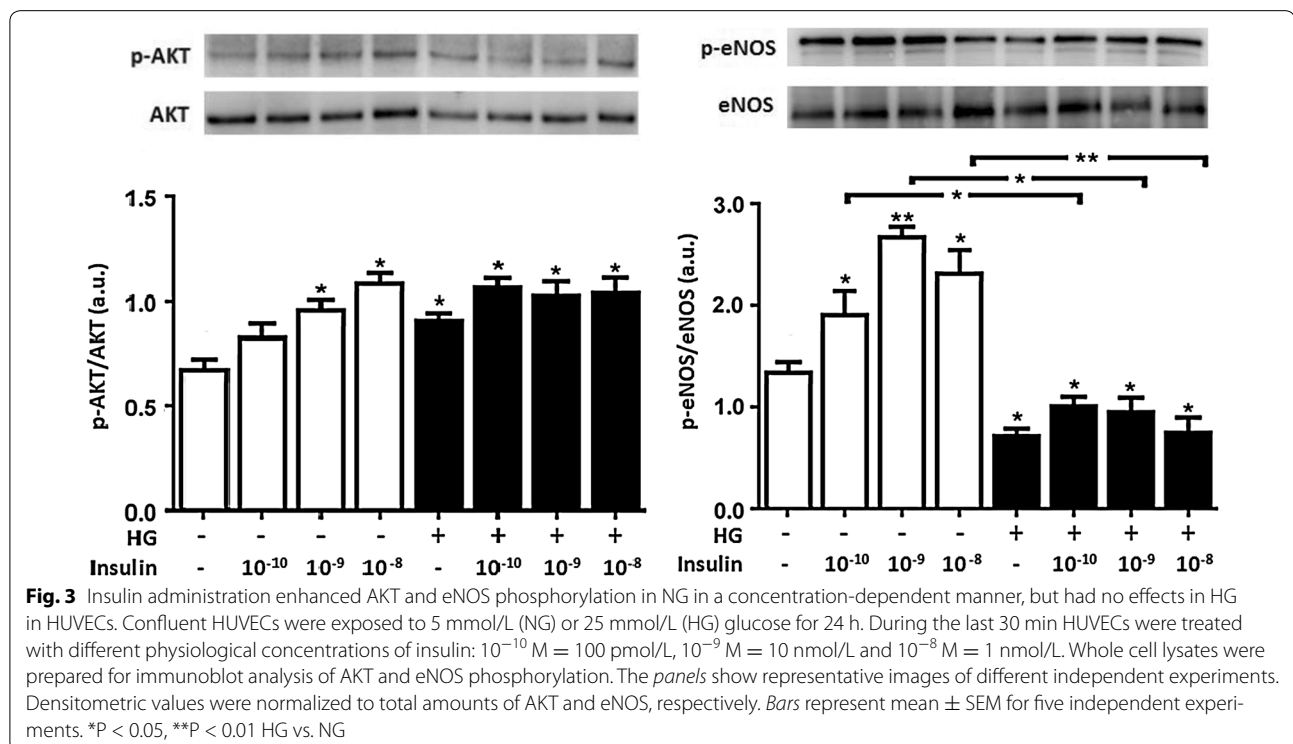 p-AKT
AKT
p-eNOS
eNOS
1.5
1.0
0.5
0.0
p-AKT/AKT (a.u.)
* * * * * *
HG - - - - + + + +
Insulin - 10⁻¹⁰ 10⁻⁹ 10⁻⁸ - 10⁻¹⁰ 10⁻⁹ 10⁻⁸
**
*
*
3.0
2.0
1.0
0.0
p-eNOS/eNOS (a.u.)
* ** * * * * *
- - - - + + + +
- 10⁻¹⁰ 10⁻⁹ 10⁻⁸ - 10⁻¹⁰ 10⁻⁹ 10⁻⁸
Fig. 3 Insulin administration enhanced AKT and eNOS phosphorylation in NG in a concentration-dependent manner, but had no effects in HG
in HUVECs. Confluent HUVECs were exposed to 5 mmol/L (NG) or 25 mmol/L (HG) glucose for 24 h. During the last 30 min HUVECs were treated
with different physiological concentrations of insulin: 10⁻¹⁰ M = 100 pmol/L, 10⁻⁹ M = 10 nmol/L and 10⁻⁸ M = 1 nmol/L. Whole cell lysates were
prepared for immunoblot analysis of AKT and eNOS phosphorylation. The panels show representative images of different independent experiments.
Densitometric values were normalized to total amounts of AKT and eNOS, respectively. Bars represent mean ± SEM for five independent experi-
ments. *P < 0.05, **P < 0.01 HG vs. NG